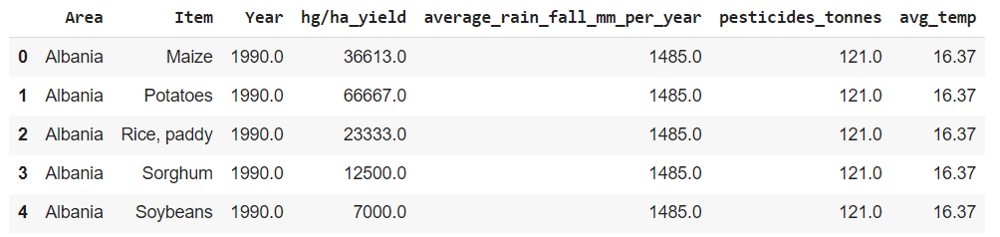 Area Item Year hg/ha_yield average_rain_fall_mm_per_year pesticides_tonnes avg_temp
0 Albania Maize 1990.0 36613.0 1485.0 121.0 16.37
1 Albania Potatoes 1990.0 66667.0 1485.0 121.0 16.37
2 Albania Rice, paddy 1990.0 23333.0 1485.0 121.0 16.37
3 Albania Sorghum 1990.0 12500.0 1485.0 121.0 16.37
4 Albania Soybeans 1990.0 7000.0 1485.0 121.0 16.37